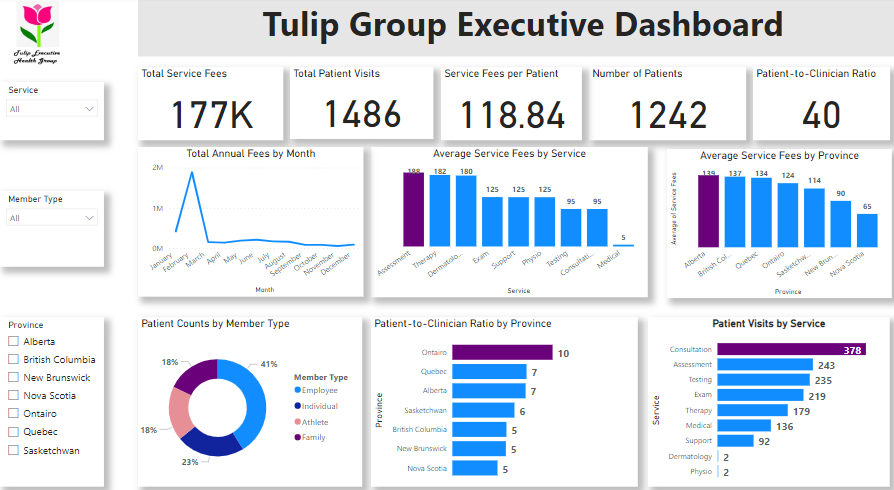 Tulip Executive
Health Group
Tulip Group Executive Dashboard
Service
All
Member Type
All
Province
Alberta
British Columbia
New Brunswick
Nova Scotia
Ontairo
Quebec
Sasketchwan
Total Service Fees
177K
Total Patient Visits
1486
Service Fees per Patient
118.84
Number of Patients
1242
Patient-to-Clinician Ratio
40
Total Annual Fees by Month
2M
1M
0M
January
February
March
April
May
June
July
August
September
October
November
December
Month
Average Service Fees by Service
188
182
180
125
125
125
95
95
5
Assessment
Therapy
Dermatolo...
Exam
Support
Physio
Testing
Consultati...
Medical
Service
Average Service Fees by Province
Average of Service Fees
139
137
134
124
114
90
65
Alberta
British Col...
Quebec
Ontairo
Sasketchw...
New Brun...
Nova Scotia
Province
Patient Counts by Member Type
41%
23%
18%
18%
Member Type
Employee
Individual
Athlete
Family
Patient-to-Clinician Ratio by Province
Province
Ontairo 10
Quebec 7
Alberta 7
Sasketchwan 6
British Columbia 5
New Brunswick 5
Nova Scotia 5
Patient Visits by Service
Service
Consultation 378
Assessment 243
Testing 235
Exam 219
Therapy 179
Medical 136
Support 92
Dermatology 2
Physio 2